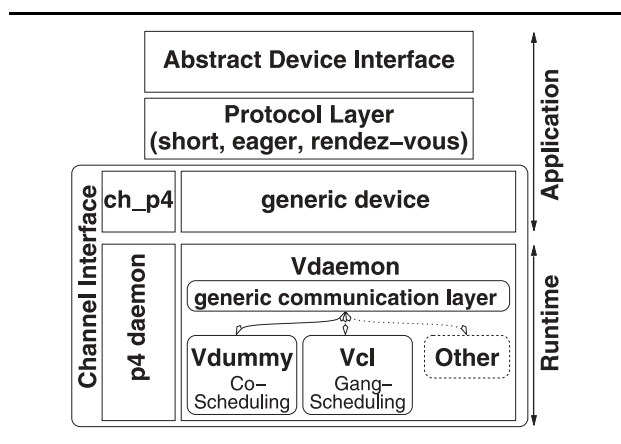 Abstract Device Interface
Protocol Layer
(short, eager, rendez–vous)
Application
Channel Interface
ch_p4
generic device
p4 daemon
Vdaemon
generic communication layer
Vdummy
Co–
Scheduling
Vcl
Gang–
Scheduling
Other
Runtime